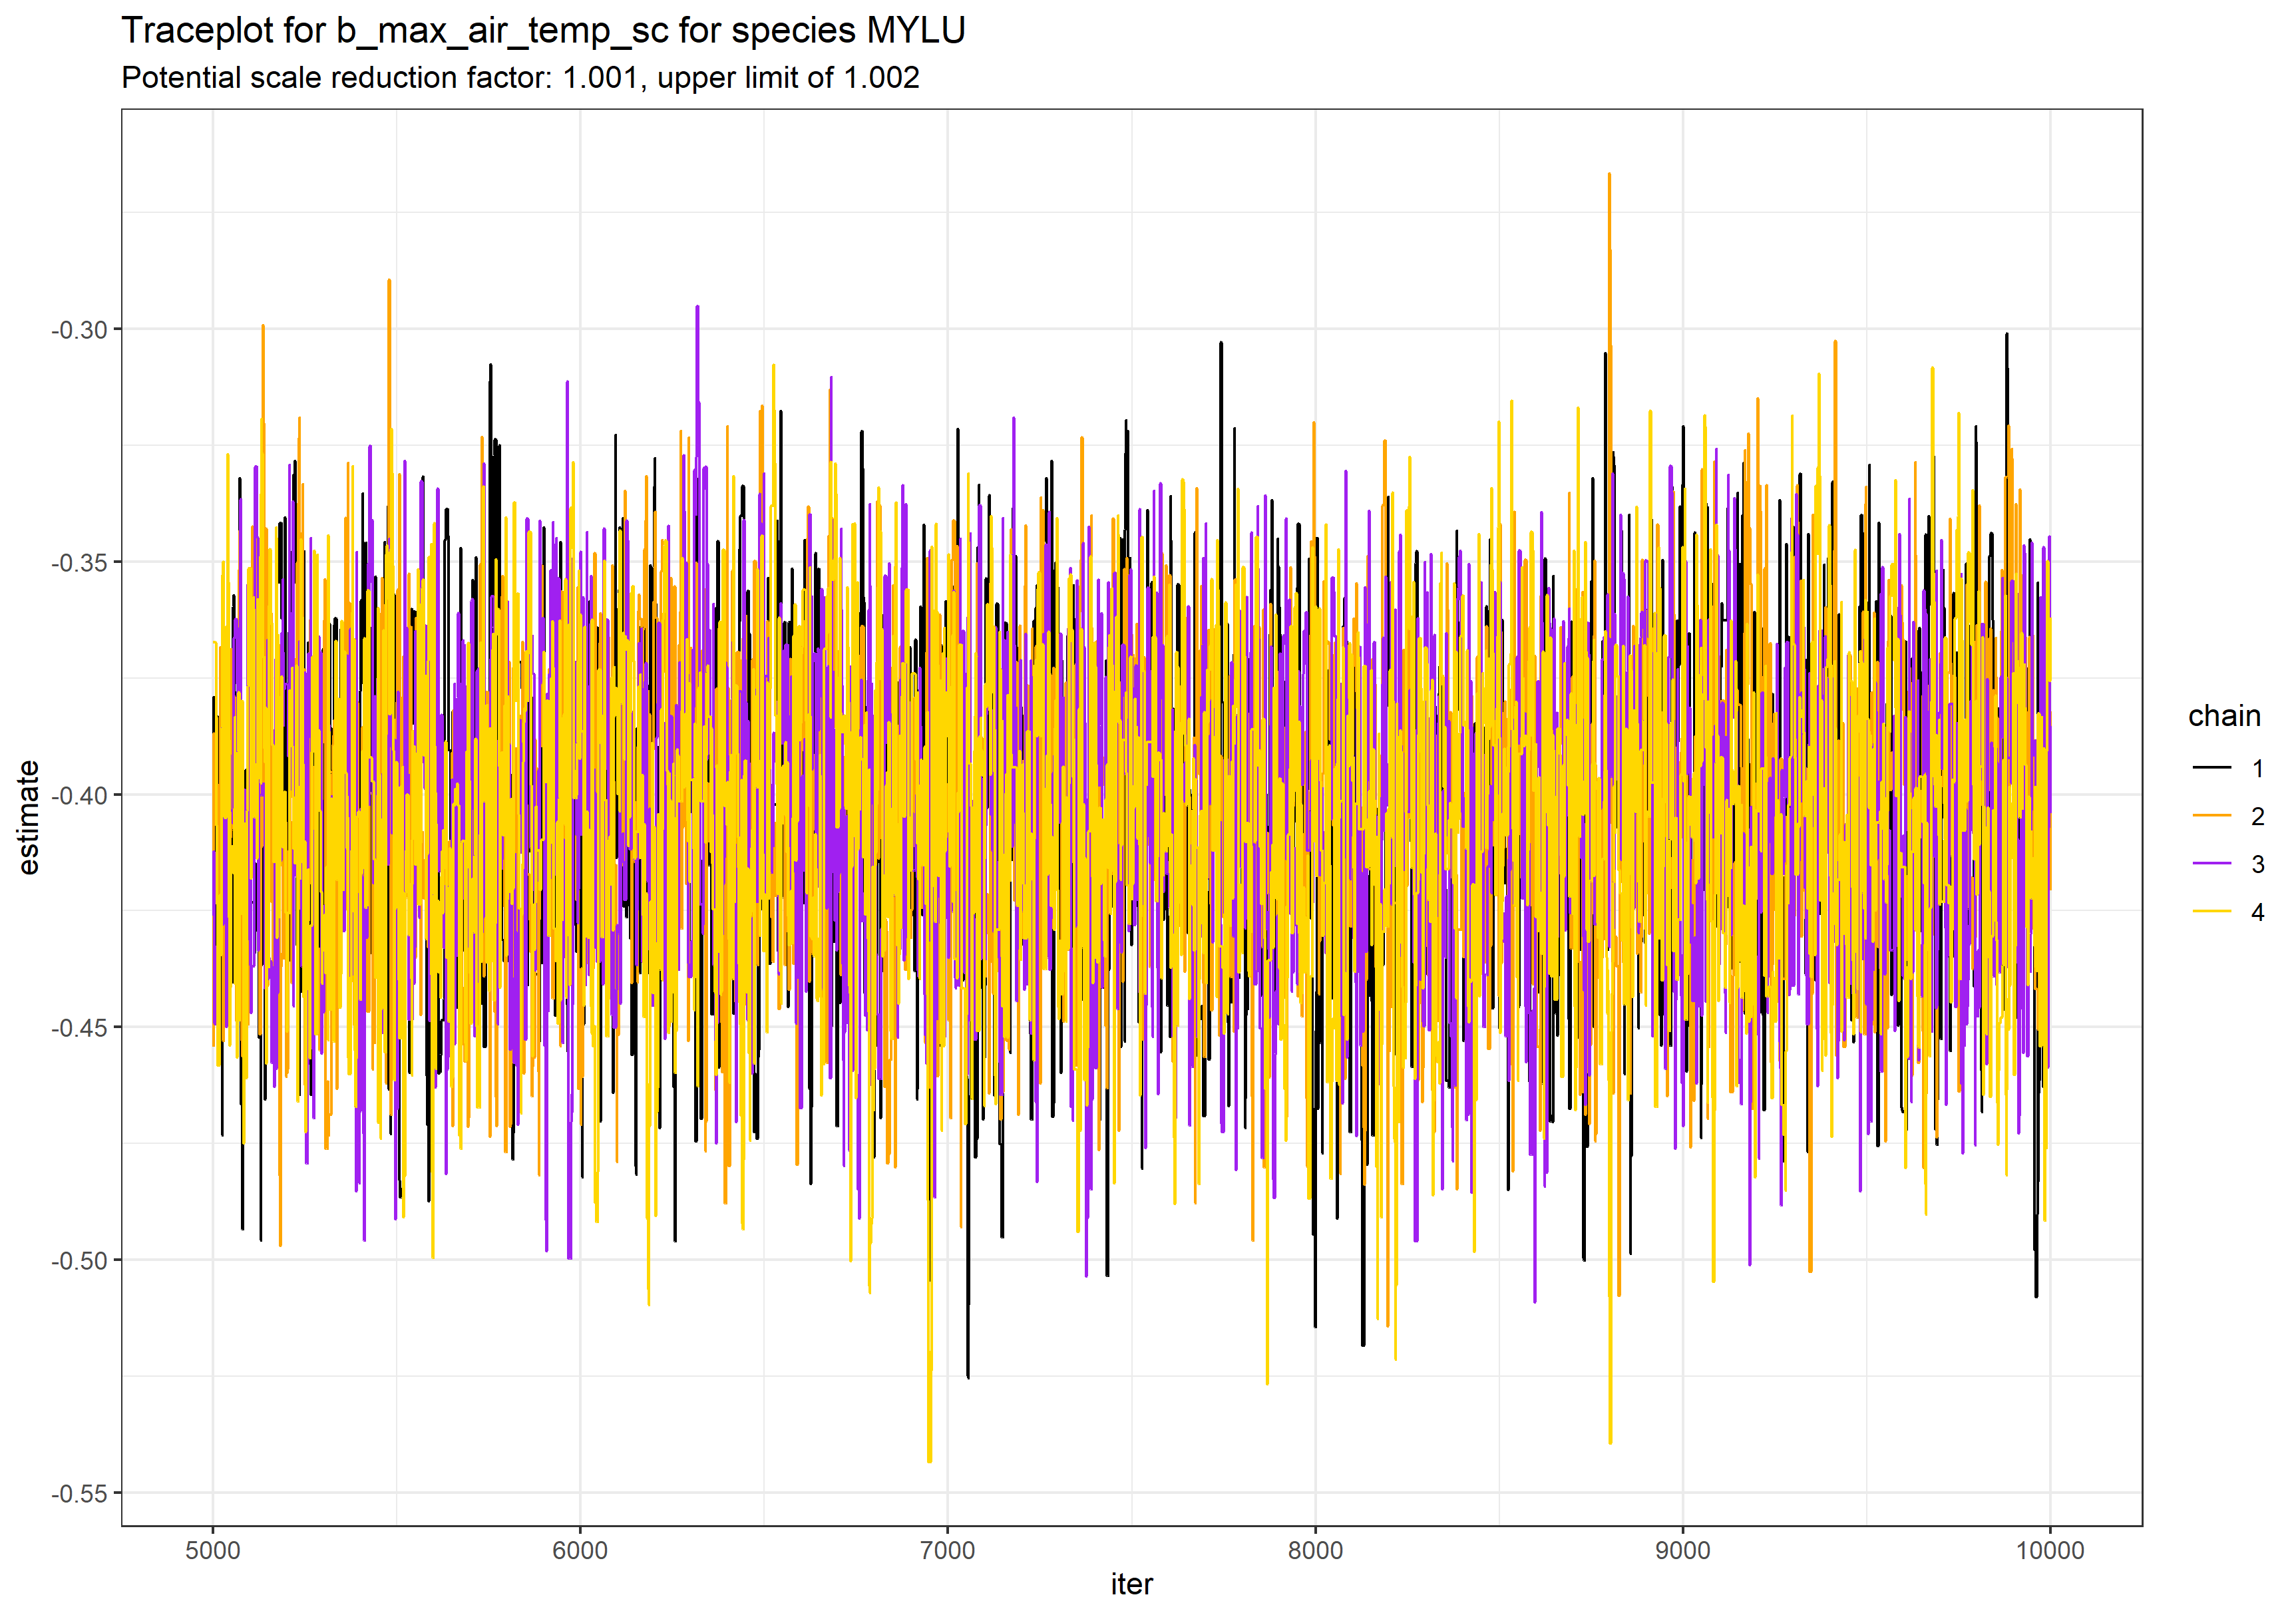 Traceplot for b_max_air_temp_sc for species MYLU
Potential scale reduction factor: 1.001, upper limit of 1.002
-0.30
-0.35
-0.40
-0.45
-0.50
-0.55
estimate
5000 6000 7000 8000 9000 10000
iter
chain
1
2
3
4